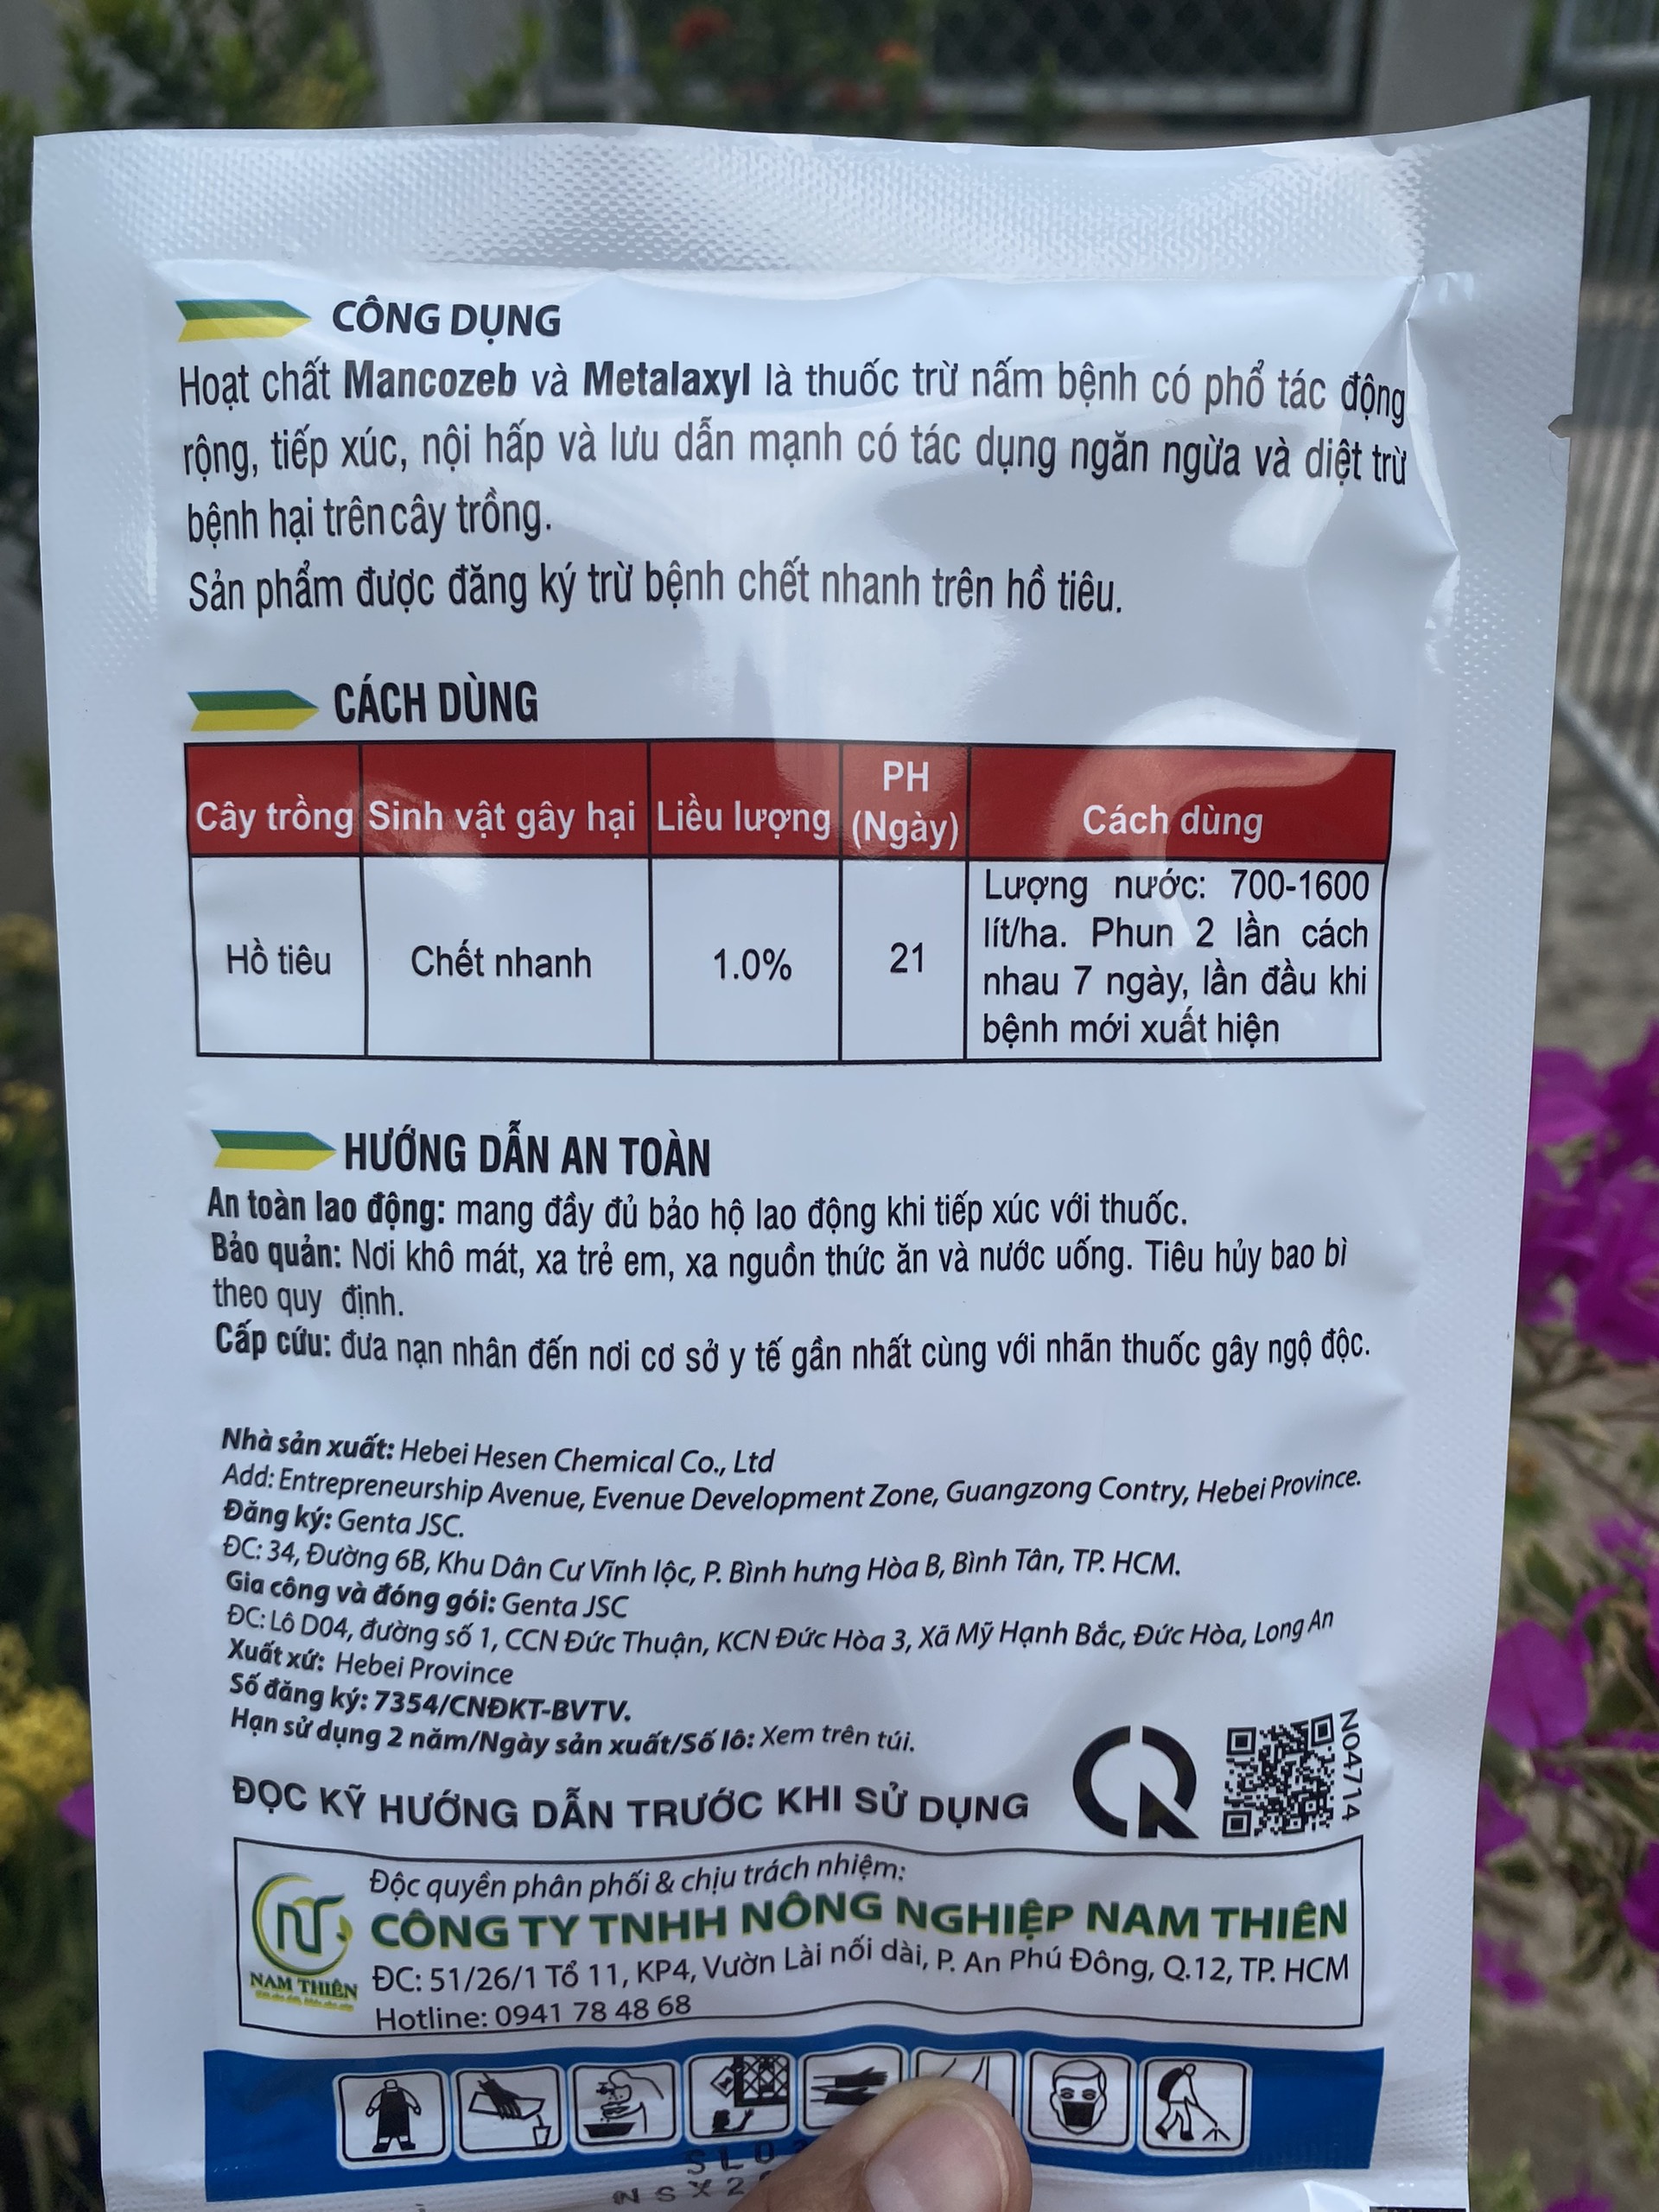 CÔNG DỤNG
Hoạt chất Mancozeb và Metalaxyl là thuốc trừ nấm bệnh có phổ tác động
rộng, tiếp xúc, nội hấp và lưu dẫn mạnh có tác dụng ngăn ngừa và diệt trừ
bệnh hại trên cây trồng.
Sản phẩm được đăng ký trừ bệnh chết nhanh trên hồ tiêu.
CÁCH DÙNG
Cây trồng Sinh vật gây hại Liều lượng PH (Ngày) Cách dùng
Hồ tiêu Chết nhanh 1.0% 21 Lượng nước: 700-1600
lít/ha. Phun 2 lần cách
nhau 7 ngày, lần đầu khi
bệnh mới xuất hiện
HƯỚNG DẪN AN TOÀN
An toàn lao động: mang đầy đủ bảo hộ lao động khi tiếp xúc với thuốc.
Bảo quản: Nơi khô mát, xa trẻ em, xa nguồn thức ăn và nước uống. Tiêu hủy bao bì
theo quy định.
Cấp cứu: đưa nạn nhân đến nơi cơ sở y tế gần nhất cùng với nhãn thuốc gây ngộ độc.
Nhà sản xuất: Hebei Hesen Chemical Co., Ltd
Add: Entrepreneurship Avenue, Evenue Development Zone, Guangzong Contry, Hebei Province.
Đăng ký: Genta JSC.
ĐC: 34, Đường 6B, Khu Dân Cư Vĩnh lộc, P. Bình hưng Hòa B, Bình Tân, TP. HCM.
Gia công và đóng gói: Genta JSC
ĐC: Lô D04, đường số 1, CCN Đức Thuận, KCN Đức Hòa 3, Xã Mỹ Hạnh Bắc, Đức Hòa, Long An
Xuất xứ: Hebei Province
Số đăng ký: 7354/CNĐKT-BVTV.
Hạn sử dụng 2 năm/Ngày sản xuất/Số lô: Xem trên túi.
N04714
ĐỌC KỸ HƯỚNG DẪN TRƯỚC KHI SỬ DỤNG
Độc quyền phân phối & chịu trách nhiệm:
CÔNG TY TNHH NÔNG NGHIỆP NAM THIÊN
NAM THIÊN
ĐC: 51/26/1 Tổ 11, KP4, Vườn Lài nối dài, P. An Phú Đông, Q.12, TP. HCM
Hotline: 0941 78 48 68
SLO
NSX2